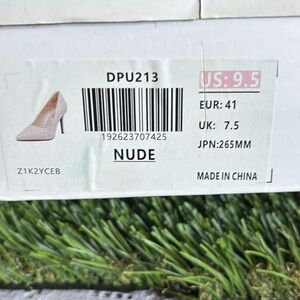 DPU213
US: 9.5
EUR: 41
192623707425
UK: 7.5
NUDE
JPN:265MM
Z1K2YCEB
MADE IN CHINA